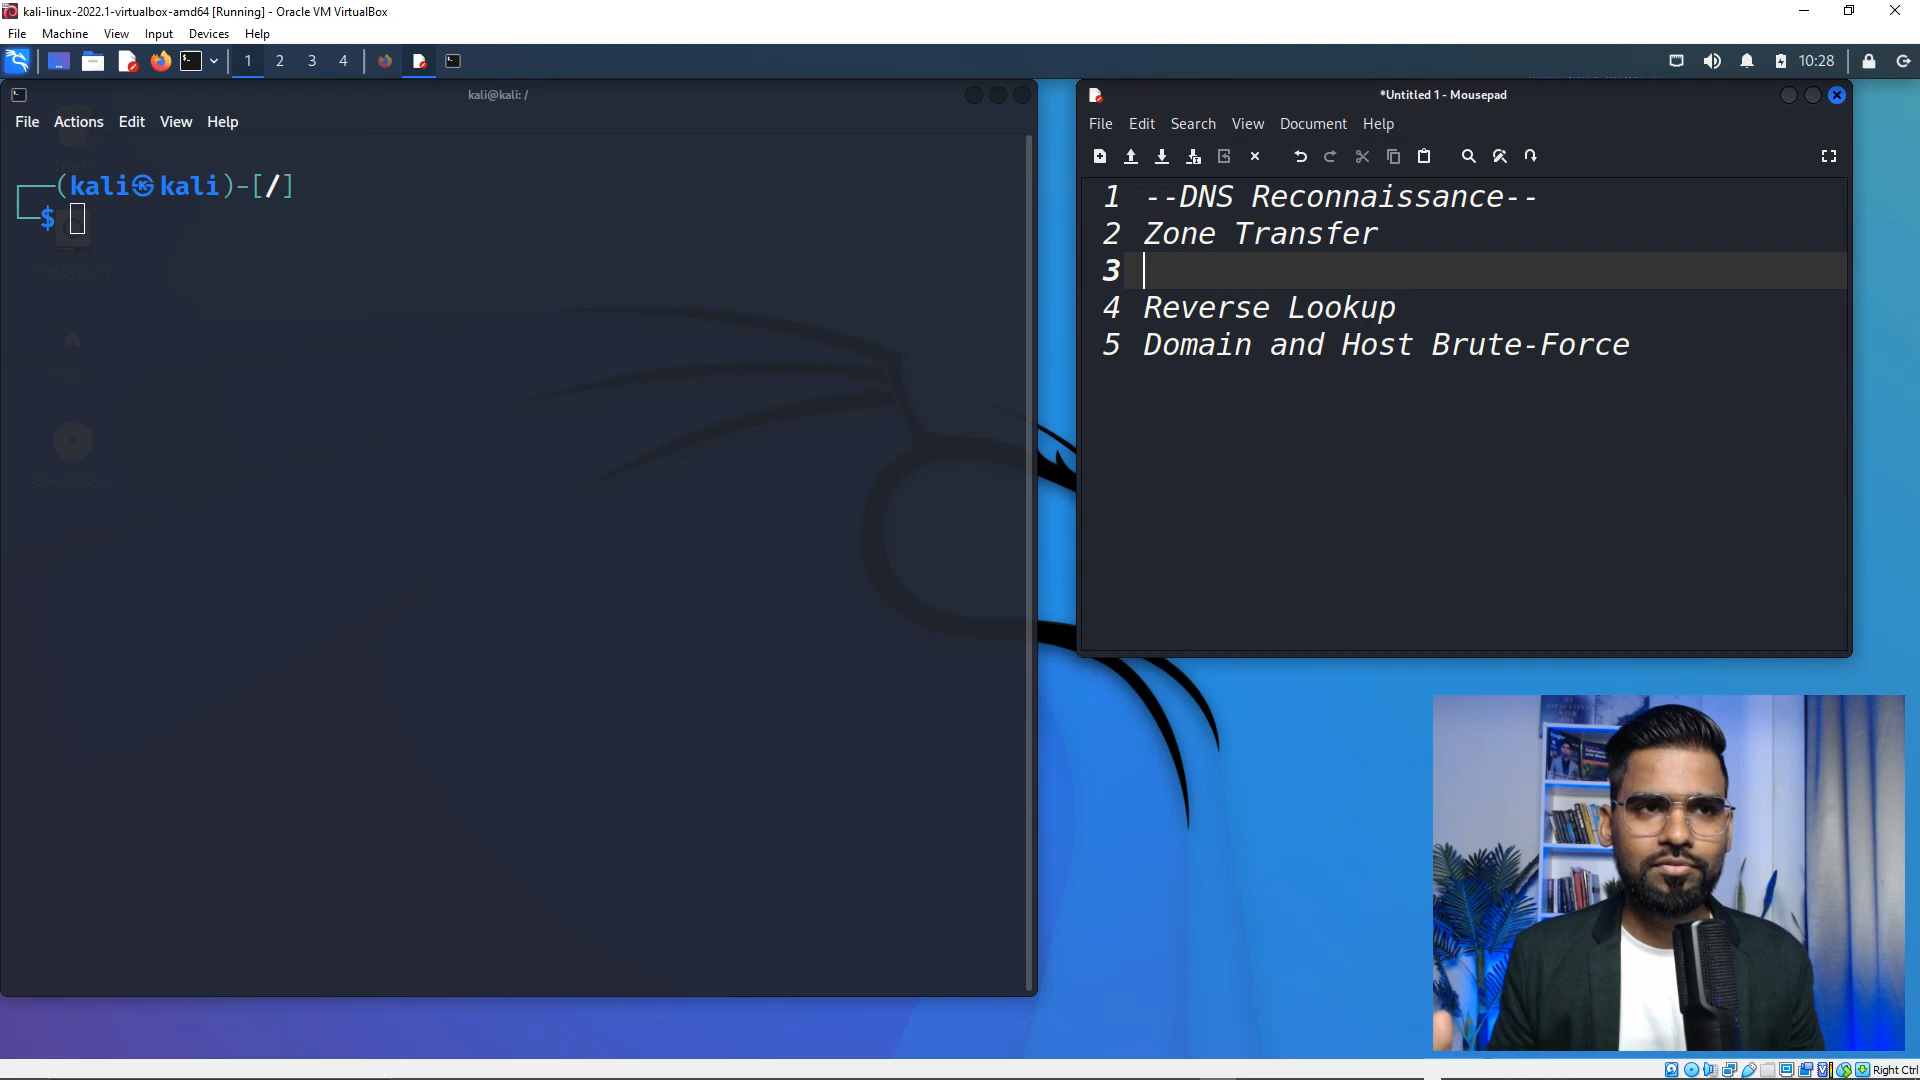 kali-linux-2022.1-virtualbox-amd64 [Running] - Oracle VM VirtualBox
File Machine View Input Devices Help
1 2 3 4
10:28
kali@kali: /
File Actions Edit View Help
(kali㉿kali)-[/]
$
File System
Home
*Untitled 1 - Mousepad
File Edit Search View Document Help
1 --DNS Reconnaissance--
2 Zone Transfer
3
4 Reverse Lookup
5 Domain and Host Brute-Force
Right Ctrl